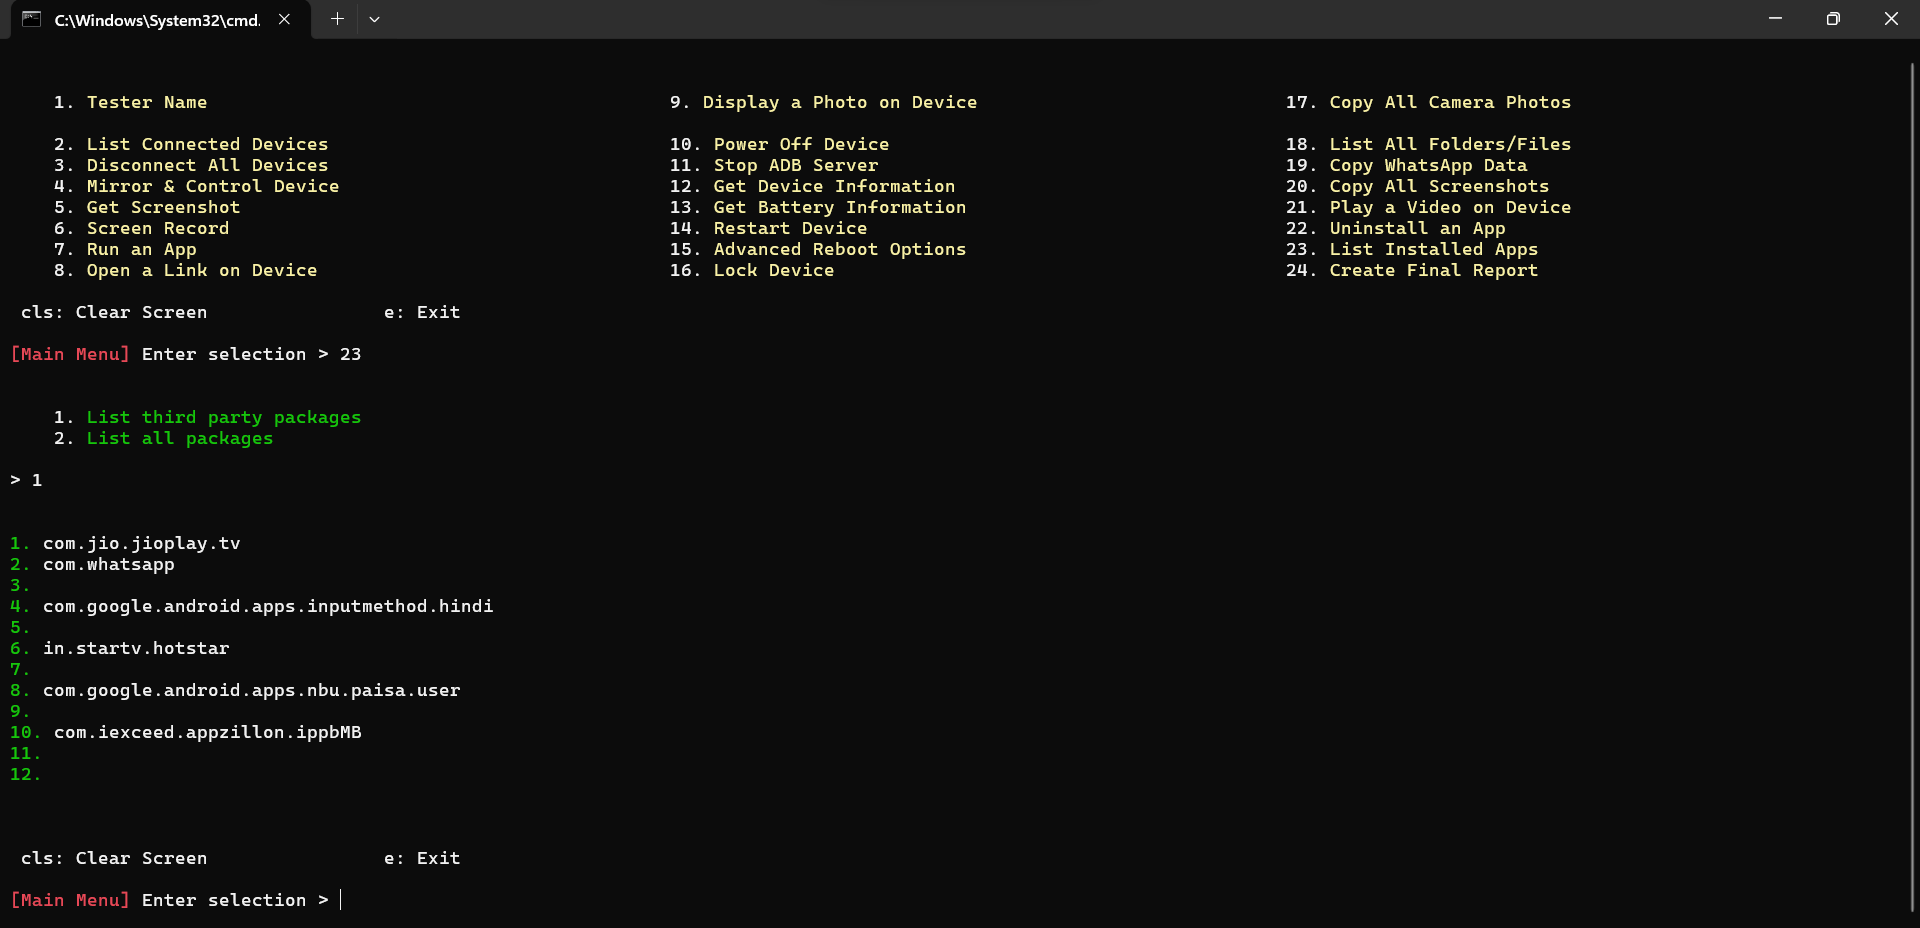 C:\Windows\System32\cmd.
1. Tester Name 9. Display a Photo on Device 17. Copy All Camera Photos
2. List Connected Devices 10. Power Off Device 18. List All Folders/Files
3. Disconnect All Devices 11. Stop ADB Server 19. Copy WhatsApp Data
4. Mirror & Control Device 12. Get Device Information 20. Copy All Screenshots
5. Get Screenshot 13. Get Battery Information 21. Play a Video on Device
6. Screen Record 14. Restart Device 22. Uninstall an App
7. Run an App 15. Advanced Reboot Options 23. List Installed Apps
8. Open a Link on Device 16. Lock Device 24. Create Final Report
cls: Clear Screen e: Exit
[Main Menu] Enter selection > 23
1. List third party packages
2. List all packages
> 1
1. com.jio.jioplay.tv
2. com.whatsapp
3.
4. com.google.android.apps.inputmethod.hindi
5.
6. in.startv.hotstar
7.
8. com.google.android.apps.nbu.paisa.user
9.
10. com.iexceed.appzillon.ippbMB
11.
12.
cls: Clear Screen e: Exit
[Main Menu] Enter selection >